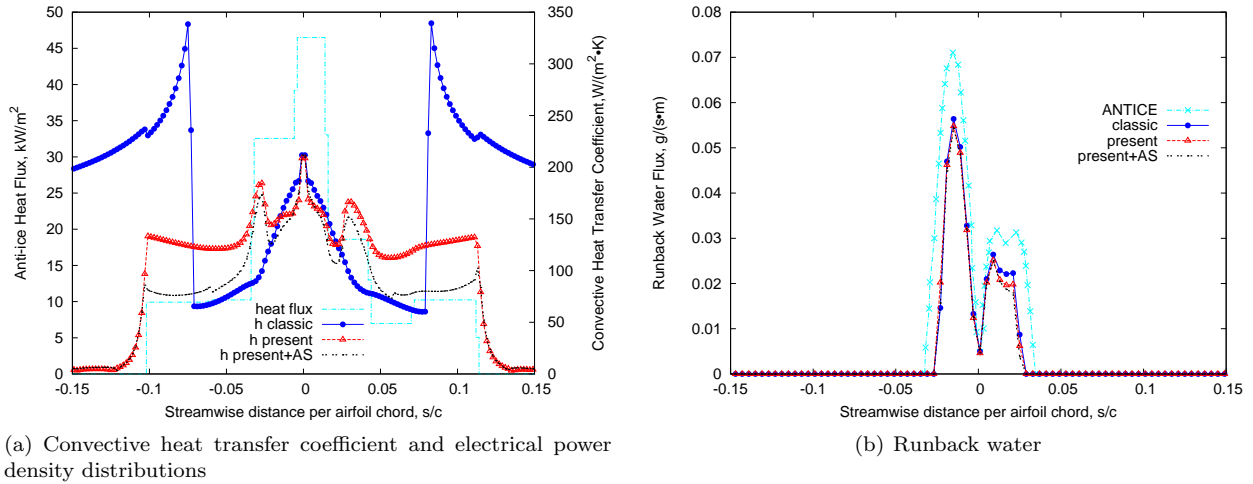 50
45
40
35
30
25
20
15
10
5
0
Anti-ice Heat Flux, kW/m²
350
300
250
200
150
100
50
0
Convective Heat Transfer Coefficient,W/(m²•K)
heat flux
h classic
h present
h present+AS
-0.15 -0.1 -0.05 0 0.05 0.1 0.15
Streamwise distance per airfoil chord, s/c
(a) Convective heat transfer coefficient and electrical power
density distributions
0.08
0.07
0.06
0.05
0.04
0.03
0.02
0.01
0
Runback Water Flux, g/(s•m)
ANTICE
classic
present
present+AS
-0.15 -0.1 -0.05 0 0.05 0.1 0.15
Streamwise distance per airfoil chord, s/c
(b) Runback water